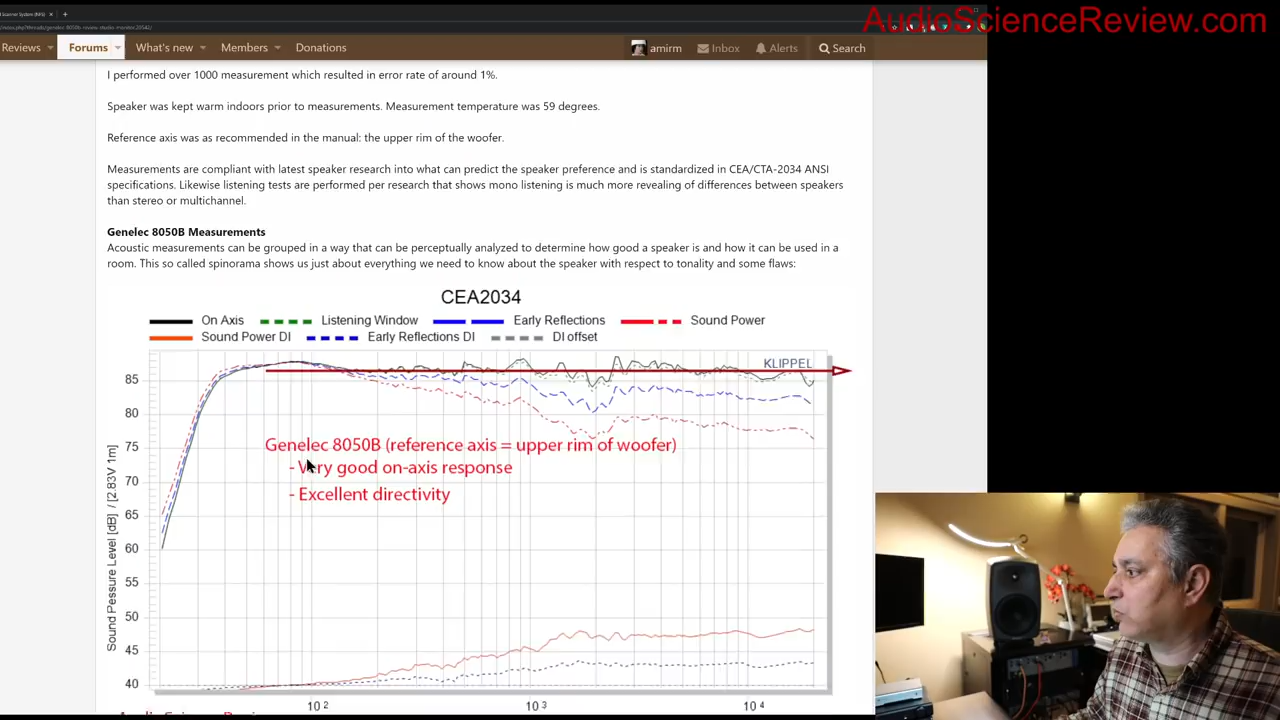 AudioScienceReview.com
Reviews Forums What's new Members Donations amirm Inbox Alerts Search
I performed over 1000 measurement which resulted in error rate of around 1%.
Speaker was kept warm indoors prior to measurements. Measurement temperature was 59 degrees.
Reference axis was as recommended in the manual: the upper rim of the woofer.
Measurements are compliant with latest speaker research into what can predict the speaker preference and is standardized in CEA/CTA-2034 ANSI
specifications. Likewise listening tests are performed per research that shows mono listening is much more revealing of differences between speakers
than stereo or multichannel.
Genelec 8050B Measurements
Acoustic measurements can be grouped in a way that can be perceptually analyzed to determine how good a speaker is and how it can be used in a
room. This so called spinorama shows us just about everything we need to know about the speaker with respect to tonality and some flaws:
CEA2034
On Axis Listening Window Early Reflections Sound Power
Sound Power DI Early Reflections DI DI offset
KLIPPEL
85
80
75
70
65
60
55
50
45
40
Sound Pessure Level [dB] / [2.83V 1m]
Genelec 8050B (reference axis = upper rim of woofer)
- Very good on-axis response
- Excellent directivity
10 2 10 3 10 4